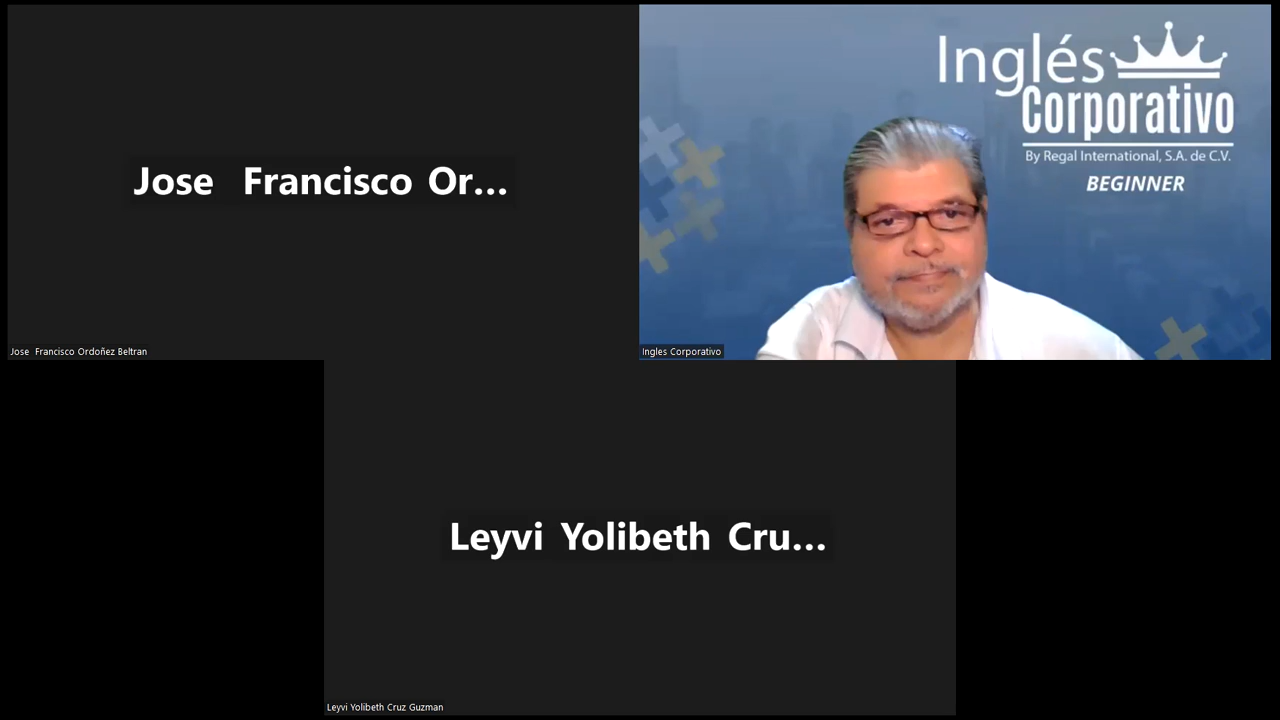 Jose Francisco Or...
Jose Francisco Ordoñez Beltran
Inglés
Corporativo
By Regal International, S.A. de C.V.
BEGINNER
Ingles Corporativo
Leyvi Yolibeth Cru...
Leyvi Yolibeth Cruz Guzman